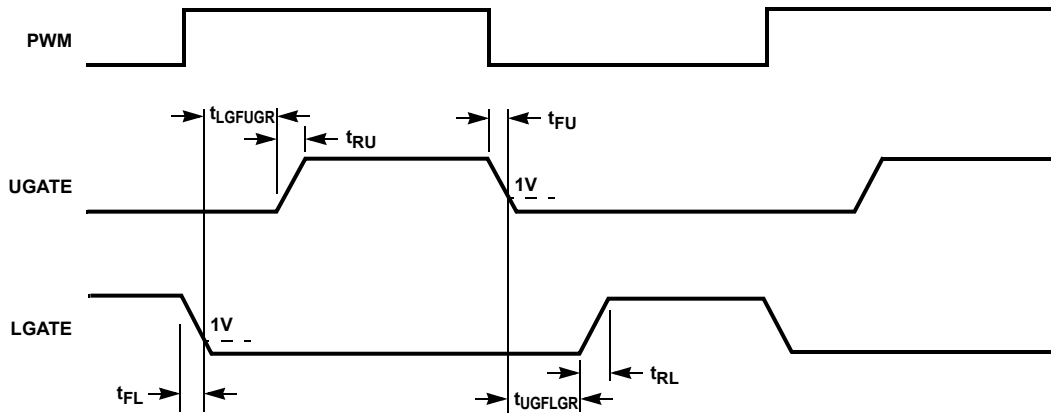 PWM
tLGFUGR
tRU
tFU
UGATE
1V
LGATE
1V
tFL
tRL
tUGFLGR